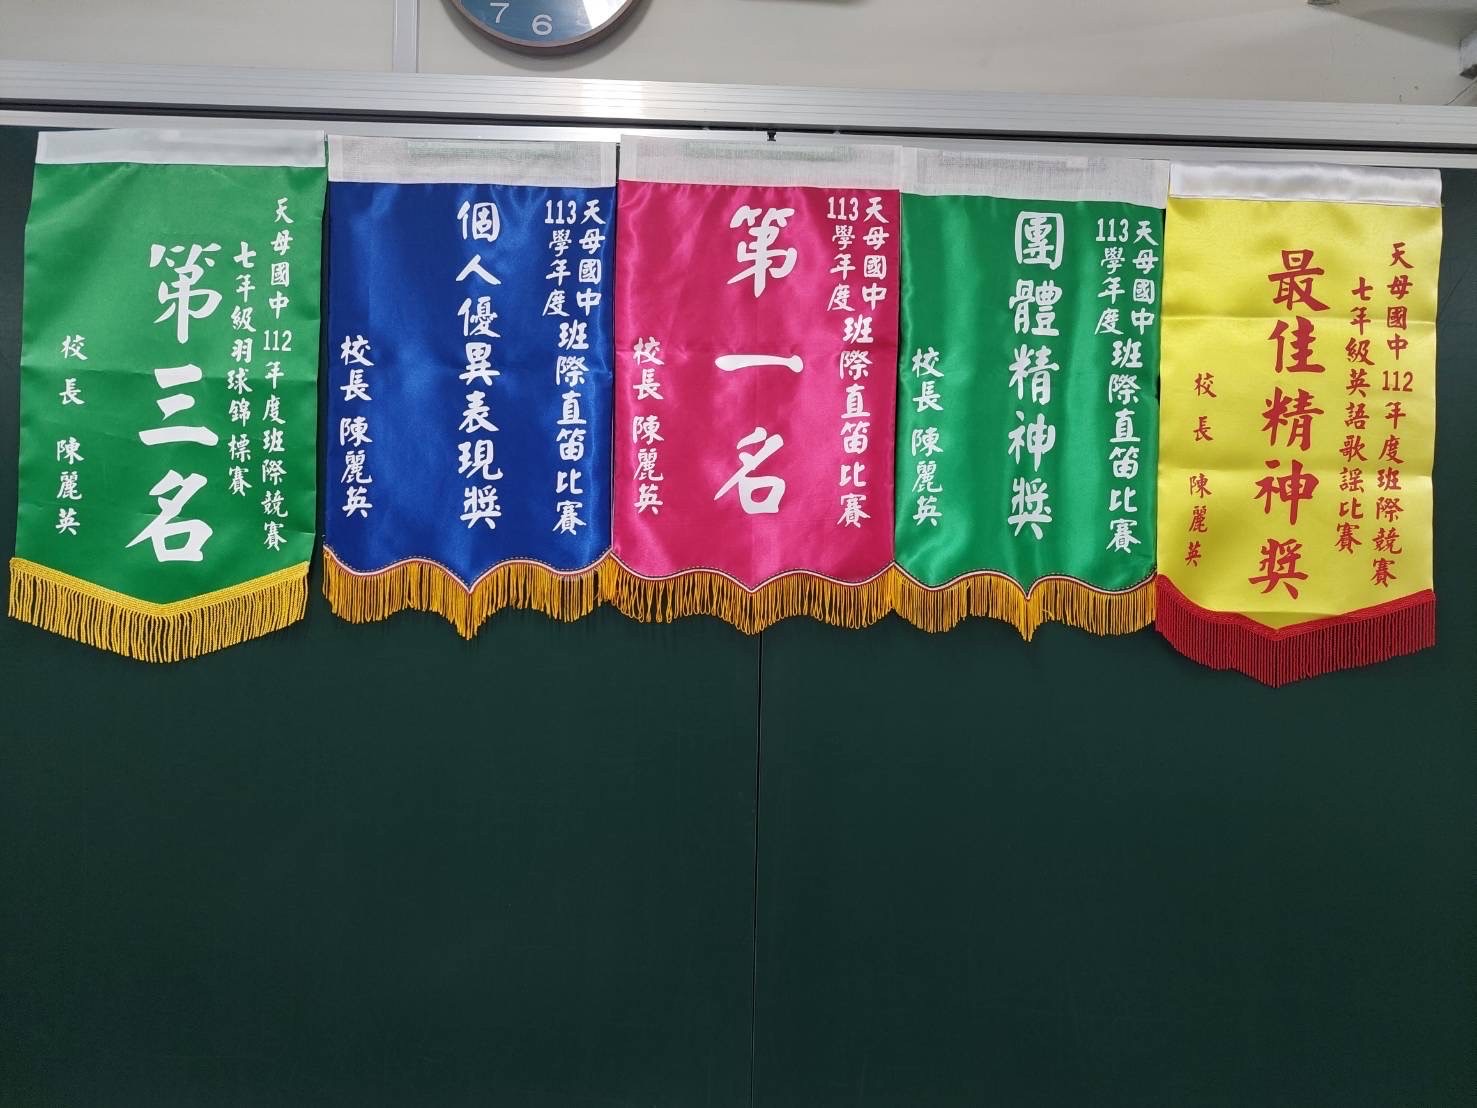 7 6
天母國中112年度班際競賽
七年級羽球錦標賽
第三名
校長 陳麗英
天母國中
113學年度
班際直笛比賽
個人優異表現獎
校長 陳麗英
天母國中
113學年度
班際直笛比賽
第一名
校長 陳麗英
天母國中
113學年度
班際直笛比賽
團體精神獎
校長 陳麗英
天母國中112年度班際競賽
七年級英語歌謠比賽
最佳精神獎
校長 陳麗英